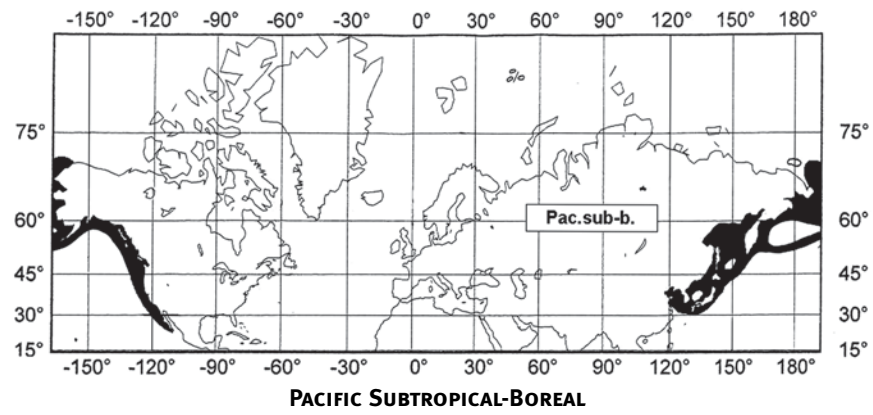 -150° -120° -90° -60° -30° 0° 30° 60° 90° 120° 150° 180°
75° 75°
60° Pac.sub-b. 60°
45° 45°
30° 30°
15° 15°
-150° -120° -90° -60° -30° 0° 30° 60° 90° 120° 150° 180°
PACIFIC SUBTROPICAL-BOREAL